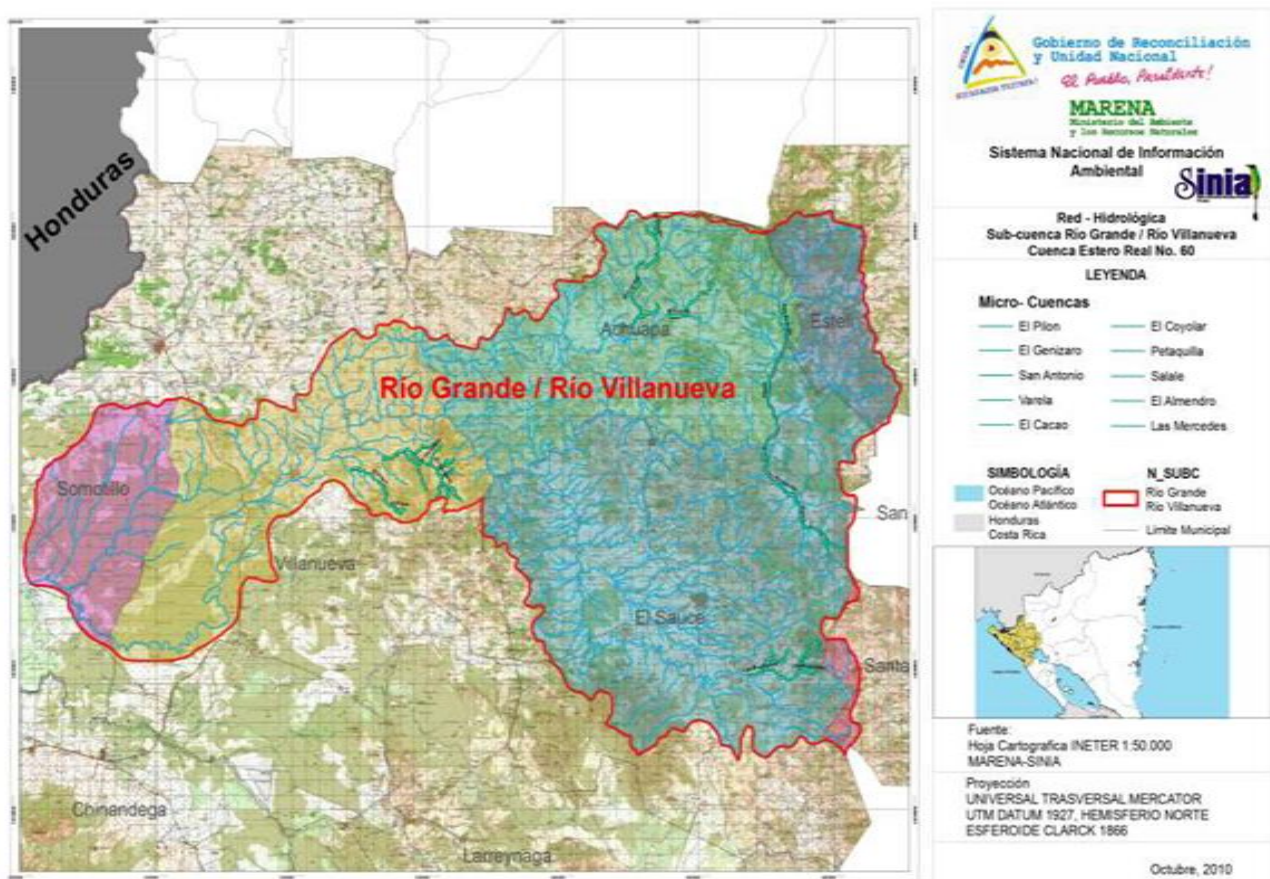 Honduras
Río Grande / Río Villanueva
Achuapa
Estelí
Somotillo
Villanueva
San
El Sauce
Santa
Chinandega
Larreynaga
Gobierno de Reconciliación
y Unidad Nacional
El Pueblo, Presidente!
MARENA
Ministerio del Ambiente
y los Recursos Naturales
Sistema Nacional de Información
Ambiental
Sinia
Red - Hidrológica
Sub-cuenca Río Grande / Río Villanueva
Cuenca Estero Real No. 60
LEYENDA
Micro- Cuencas
El Pilon
El Genizaro
San Antonio
Varela
El Cacao
El Coyolar
Petaquilla
Salale
El Almendro
Las Mercedes
SIMBOLOGÍA
Océano Pacífico
Océano Atlántico
Honduras
Costa Rica
N_SUBC
Río Grande
Río Villanueva
Limite Municipal
Fuente:
Hoja Cartografica INETER 1:50.000
MARENA-SINIA
Proyección
UNIVERSAL TRASVERSAL MERCATOR
UTM DATUM 1927, HEMISFERIO NORTE
ESFEROIDE CLARCK 1866
Octubre, 2010